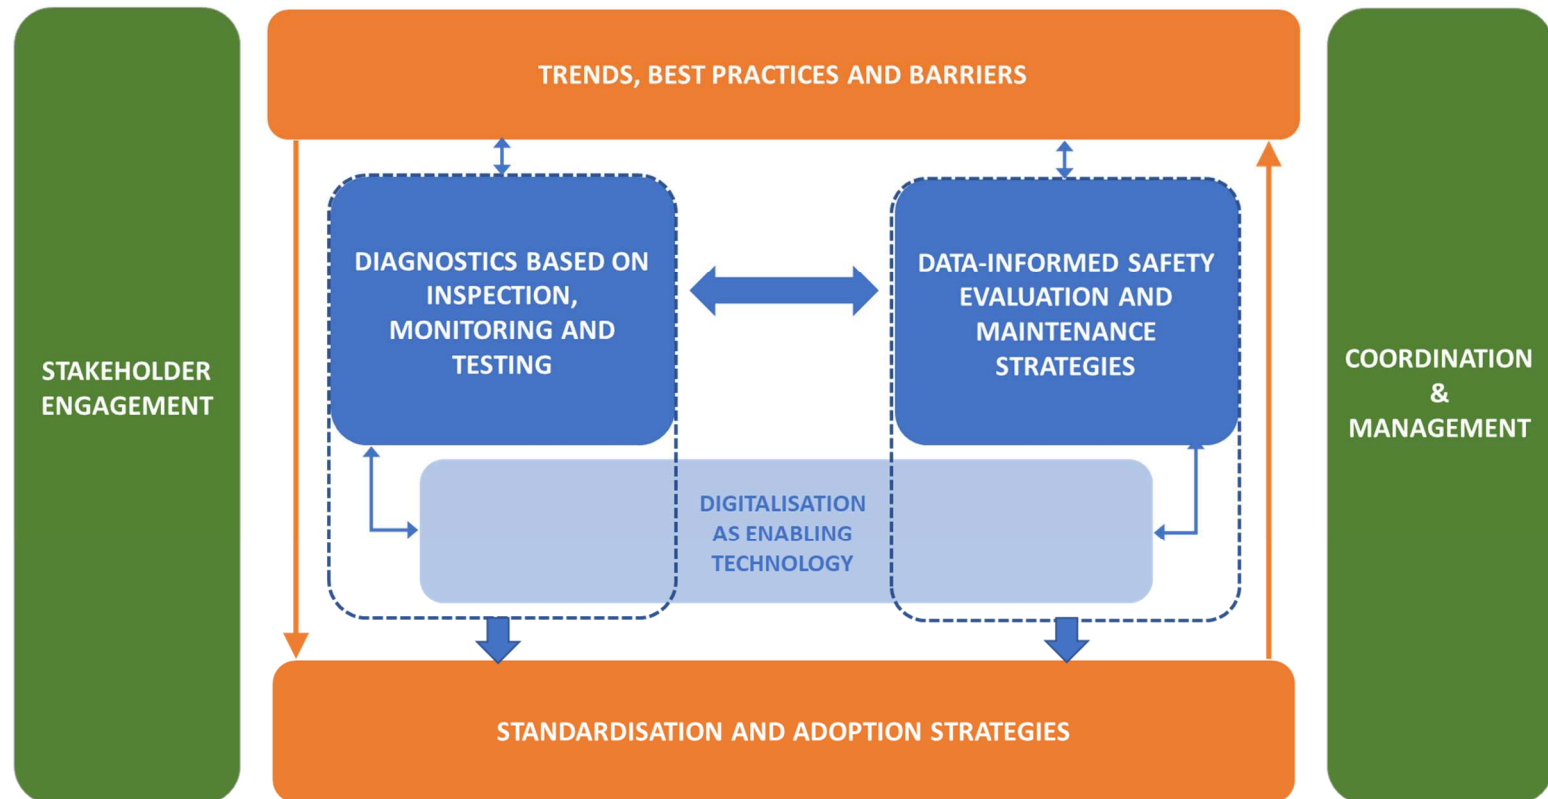 TRENDS, BEST PRACTICES AND BARRIERS
STAKEHOLDER
ENGAGEMENT
DIAGNOSTICS BASED ON
INSPECTION,
MONITORING AND
TESTING
DATA-INFORMED SAFETY
EVALUATION AND
MAINTENANCE
STRATEGIES
COORDINATION
&
MANAGEMENT
DIGITALISATION
AS ENABLING
TECHNOLOGY
STANDARDISATION AND ADOPTION STRATEGIES